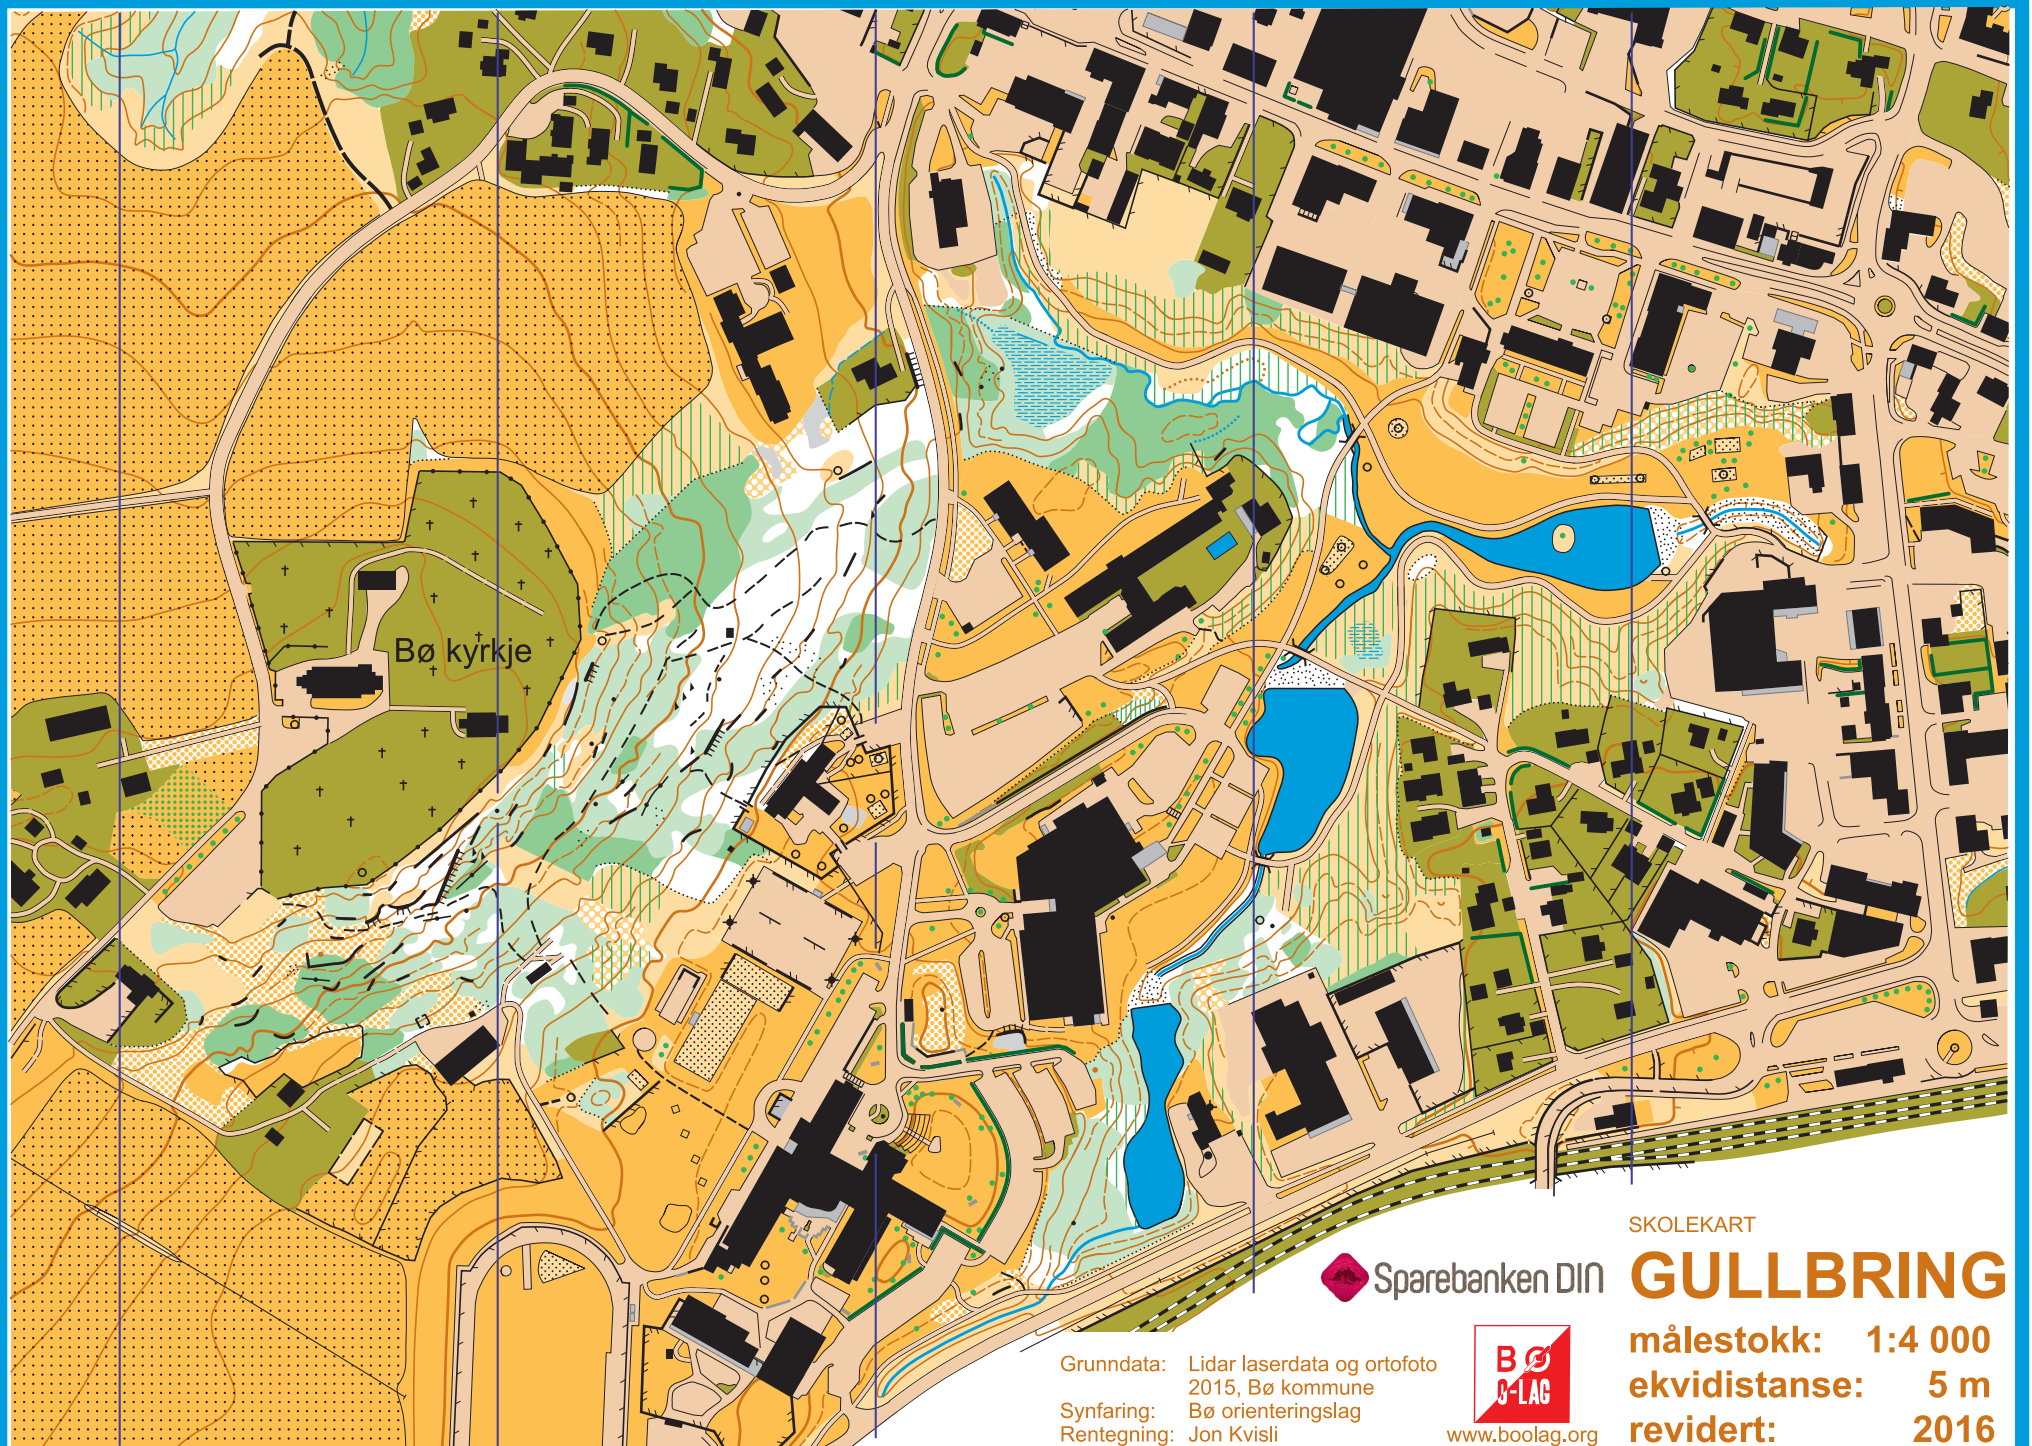 Bø kyrkje
SKOLEKART
GULLBRING
Sparebanken DIN
målestokk: 1:4 000
ekvidistanse: 5 m
revidert: 2016
Grunndata: Lidar laserdata og ortofoto
2015, Bø kommune
Synfaring: Bø orienteringslag
Rentegning: Jon Kvisli
BØ
O-LAG
www.boolag.org